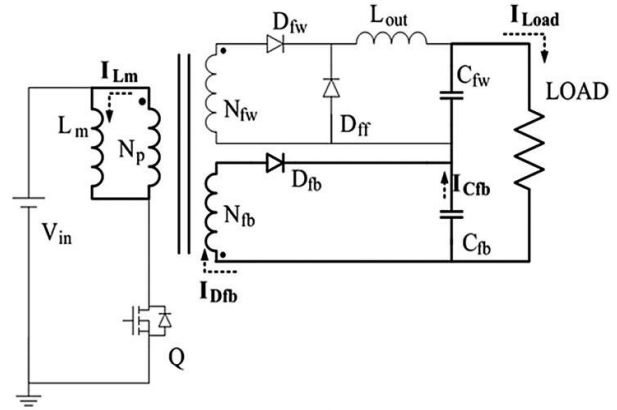 I_Load
D_fw
L_out
I_Lm
C_fw
LOAD
L_m
N_p
N_fw
D_ff
D_fb
I_Cfb
N_fb
V_in
C_fb
I_Dfb
Q